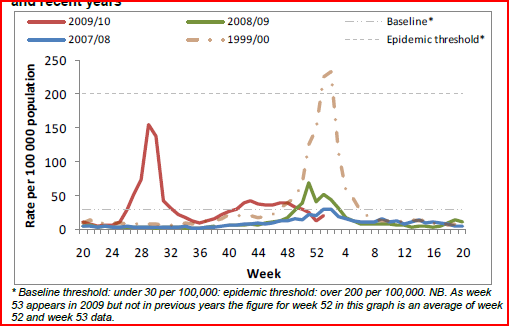 and recent years
2009/10 2008/09 Baseline*
2007/08 1999/00 Epidemic threshold*
Rate per 100 000 population
250
200
150
100
50
0
20 24 28 32 36 40 44 48 52 4 8 12 16 20
Week
* Baseline threshold: under 30 per 100,000: epidemic threshold: over 200 per 100,000. NB. As week
53 appears in 2009 but not in previous years the figure for week 52 in this graph is an average of week
52 and week 53 data.